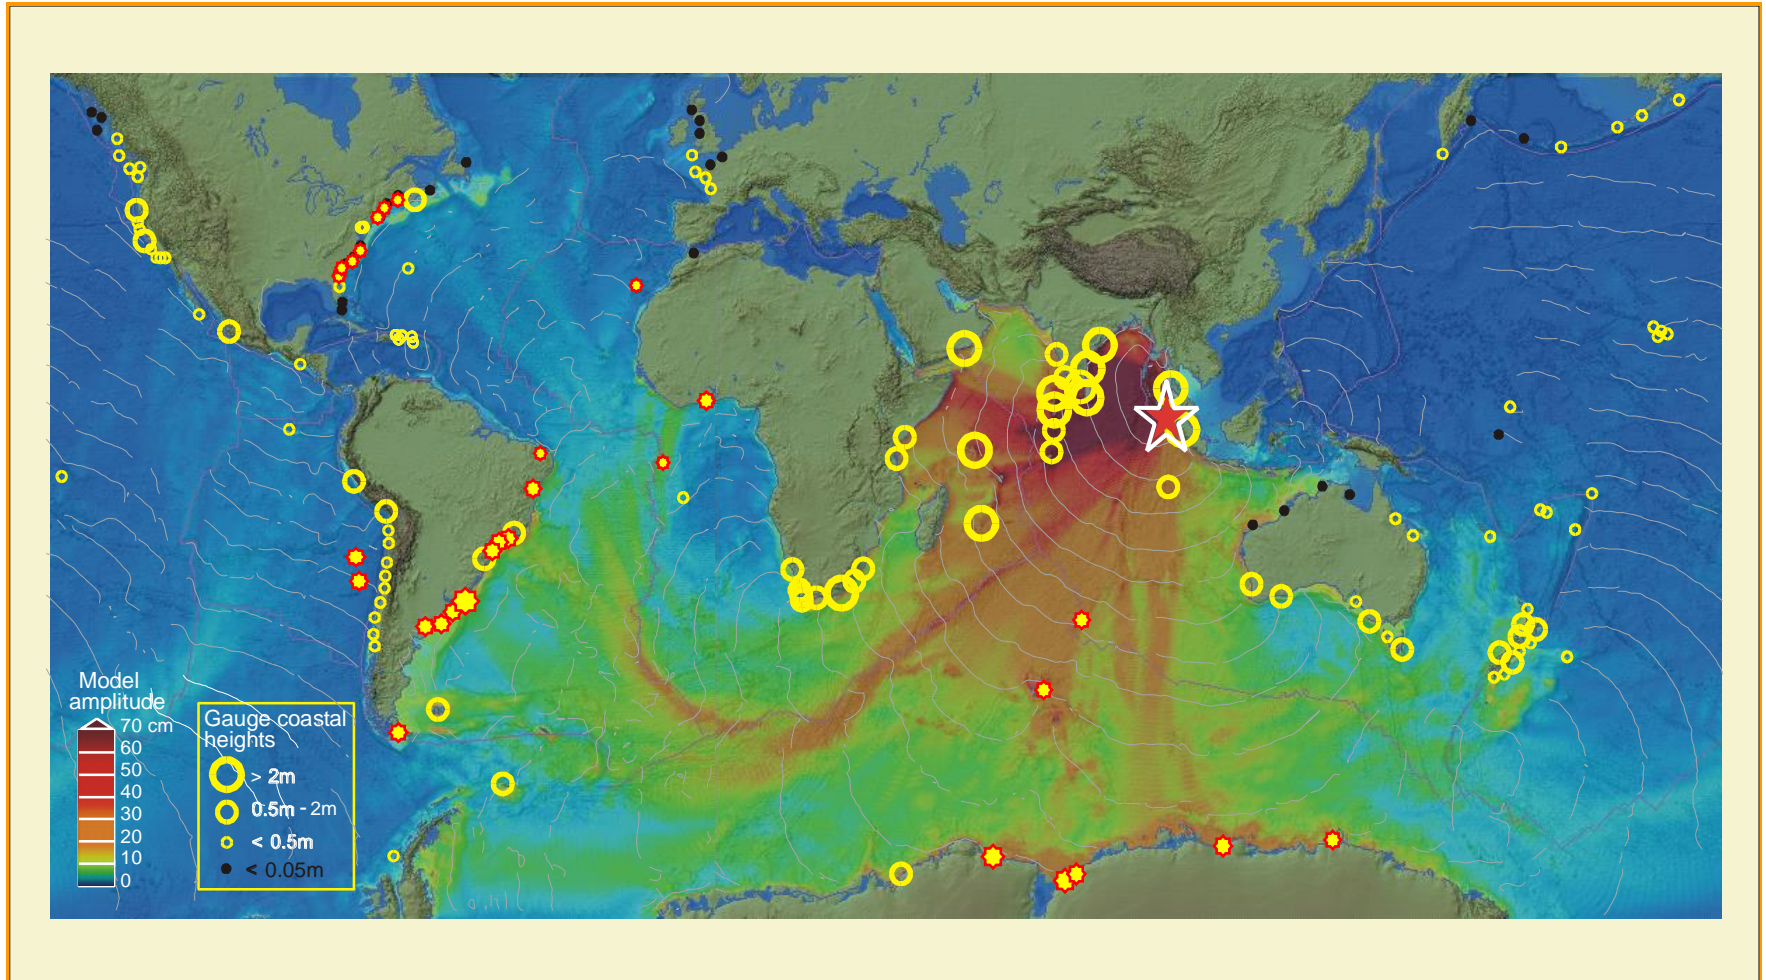 Model
amplitude
70 cm
60
50
40
30
20
10
0
Gauge coastal
heights
> 2m
0.5m - 2m
< 0.5m
< 0.05m